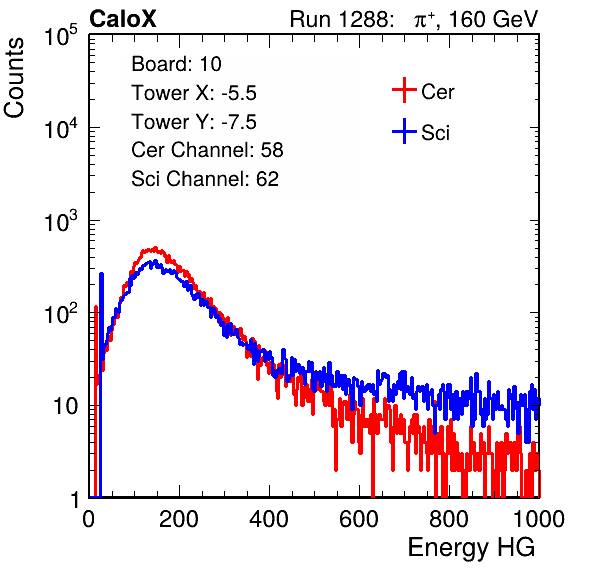 CaloX Run 1288: π⁺, 160 GeV
Counts
Board: 10
Tower X: -5.5
Tower Y: -7.5
Cer Channel: 58
Sci Channel: 62
Cer
Sci
10⁵
10⁴
10³
10²
10
1
0 200 400 600 800 1000
Energy HG